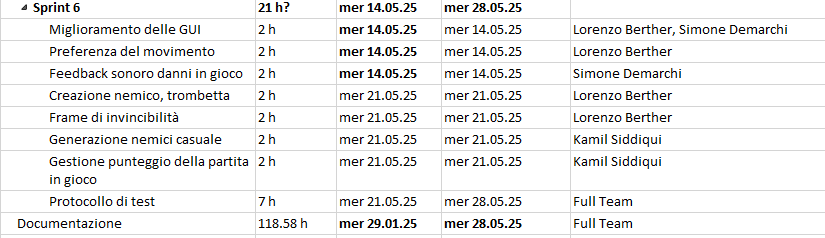 Sprint 6 21 h? mer 14.05.25 mer 28.05.25
Miglioramento delle GUI 2 h mer 14.05.25 mer 14.05.25 Lorenzo Berther, Simone Demarchi
Preferenza del movimento 2 h mer 14.05.25 mer 14.05.25 Lorenzo Berther
Feedback sonoro danni in gioco 2 h mer 14.05.25 mer 14.05.25 Simone Demarchi
Creazione nemico, trombetta 2 h mer 21.05.25 mer 21.05.25 Lorenzo Berther
Frame di invincibilità 2 h mer 21.05.25 mer 21.05.25 Lorenzo Berther
Generazione nemici casuale 2 h mer 21.05.25 mer 21.05.25 Kamil Siddiqui
Gestione punteggio della partita 2 h mer 21.05.25 mer 21.05.25 Kamil Siddiqui
in gioco
Protocollo di test 7 h mer 21.05.25 mer 28.05.25 Full Team
Documentazione 118.58 h mer 29.01.25 mer 28.05.25 Full Team